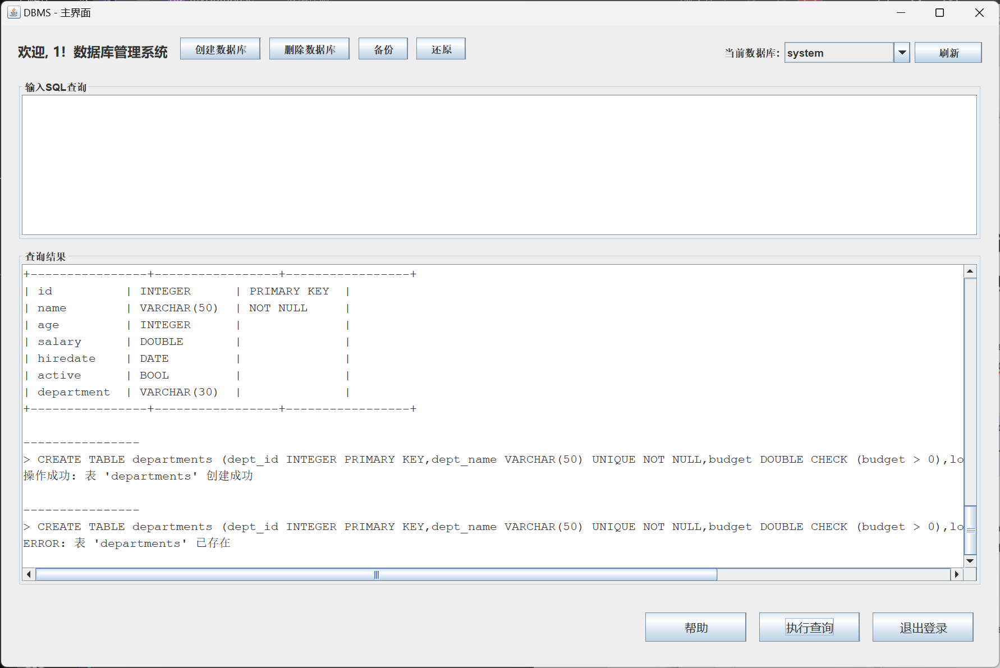 DBMS - 主界面
欢迎, 1! 数据库管理系统 创建数据库 删除数据库 备份 还原 当前数据库: system 刷新
输入SQL查询
查询结果
+----------------+-----------------+-----------------+
| id | INTEGER | PRIMARY KEY |
| name | VARCHAR(50) | NOT NULL |
| age | INTEGER | |
| salary | DOUBLE | |
| hiredate | DATE | |
| active | BOOL | |
| department | VARCHAR(30) | |
+----------------+-----------------+-----------------+
----------------
> CREATE TABLE departments (dept_id INTEGER PRIMARY KEY,dept_name VARCHAR(50) UNIQUE NOT NULL,budget DOUBLE CHECK (budget > 0),lo
操作成功: 表 'departments' 创建成功
----------------
> CREATE TABLE departments (dept_id INTEGER PRIMARY KEY,dept_name VARCHAR(50) UNIQUE NOT NULL,budget DOUBLE CHECK (budget > 0),lo
ERROR: 表 'departments' 已存在
帮助 执行查询 退出登录